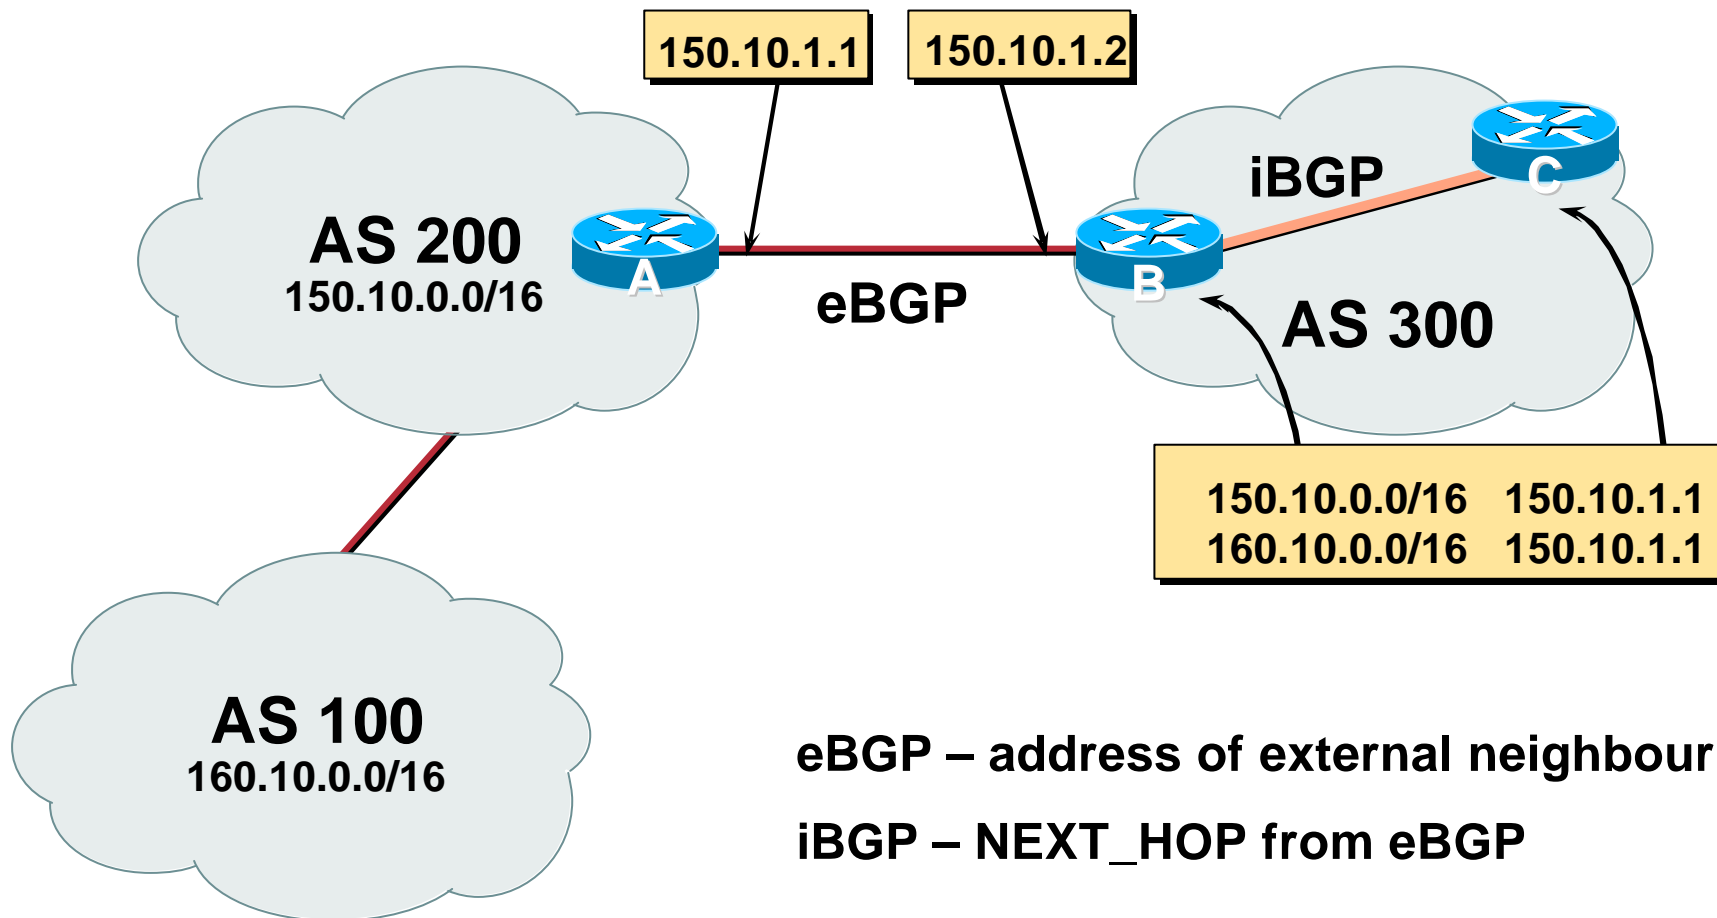 150.10.1.1
150.10.1.2
iBGP
C
AS 200
150.10.0.0/16
A
eBGP
B
AS 300
150.10.0.0/16 150.10.1.1
160.10.0.0/16 150.10.1.1
AS 100
160.10.0.0/16
eBGP – address of external neighbour
iBGP – NEXT_HOP from eBGP